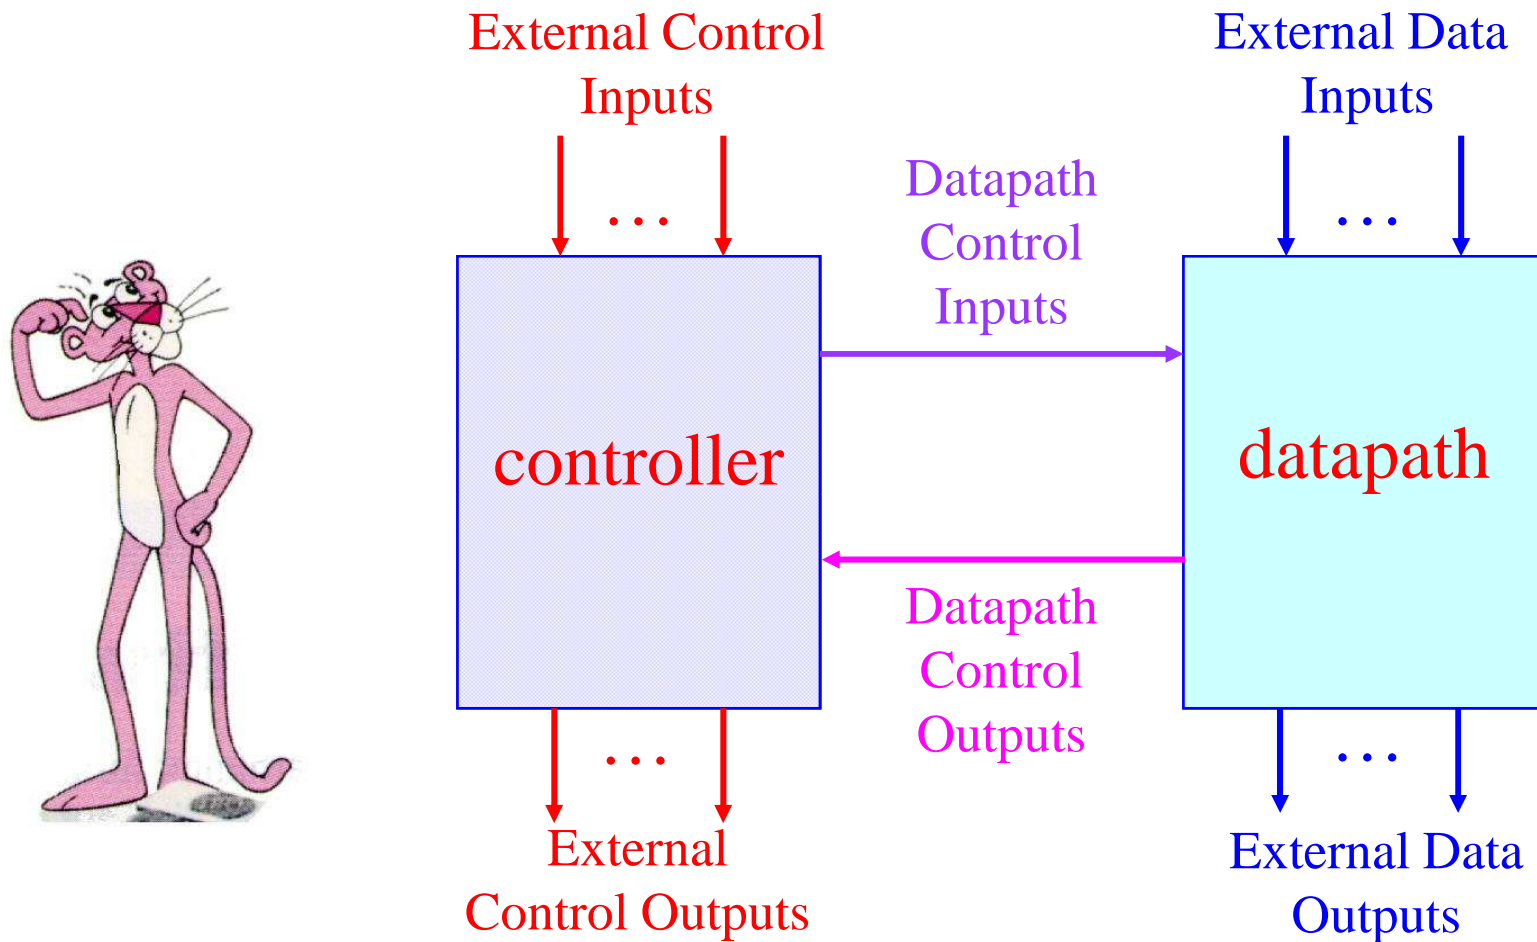 External Control
Inputs
External Data
Inputs
...
...
Datapath
Control
Inputs
controller
datapath
Datapath
Control
Outputs
...
...
External
Control Outputs
External Data
Outputs